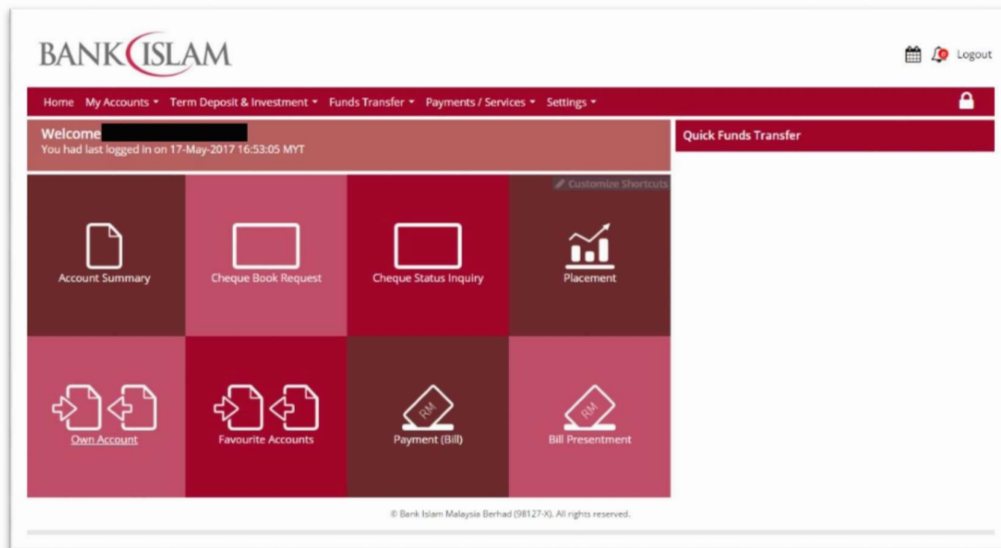 BANK ISLAM
0 Logout
Home My Accounts Term Deposit & Investment Funds Transfer Payments / Services Settings
Welcome
You had last logged in on 17-May-2017 16:53:05 MYT
Quick Funds Transfer
Customize Shortcuts
Account Summary
Cheque Book Request
Cheque Status Inquiry
Placement
RM
RM
Own Account
Favourite Accounts
Payment (Bill)
Bill Presentment
© Bank Islam Malaysia Berhad (98127-X). All rights reserved.